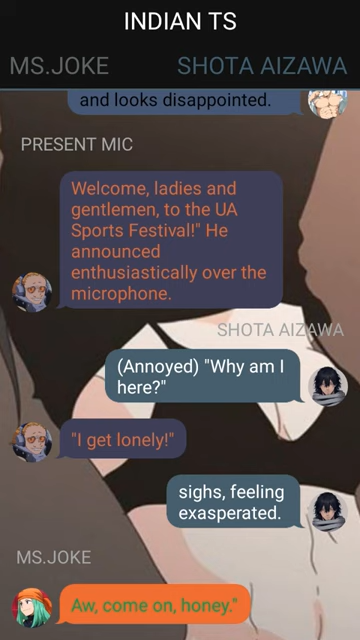 INDIAN TS
MS.JOKE SHOTA AIZAWA
and looks disappointed.
PRESENT MIC
Welcome, ladies and
gentlemen, to the UA
Sports Festival!" He
announced
enthusiastically over the
microphone.
SHOTA AIZAWA
(Annoyed) "Why am I
here?"
"I get lonely!"
sighs, feeling
exasperated.
MS.JOKE
Aw, come on, honey."